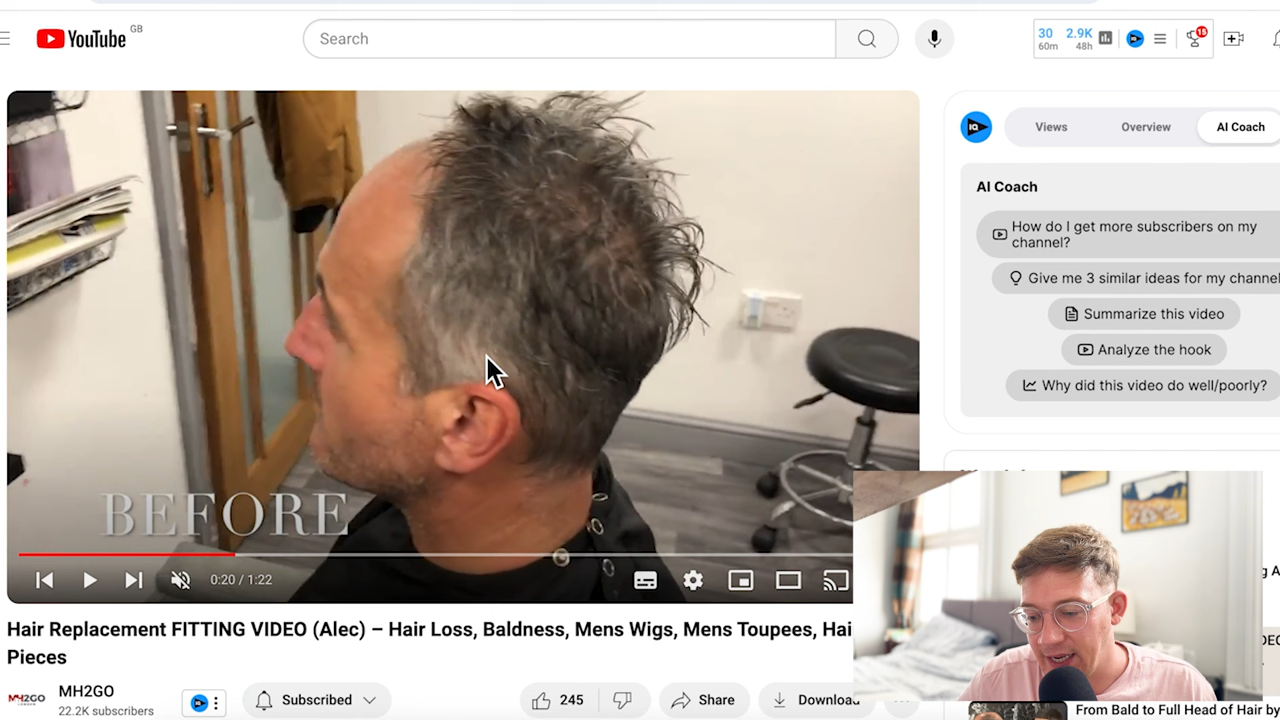 YouTube GB
Search
30 2.9K
60m 48h
15
BEFORE
0:20 / 1:22
Hair Replacement FITTING VIDEO (Alec) – Hair Loss, Baldness, Mens Wigs, Mens Toupees, Hai
Pieces
MH2GO
MH2GO
22.2K subscribers
Subscribed
245
Share
Downloa
IQ
Views
Overview
AI Coach
AI Coach
How do I get more subscribers on my
channel?
Give me 3 similar ideas for my channel
Summarize this video
Analyze the hook
Why did this video do well/poorly?
g A
From Bald to Full Head of Hair by